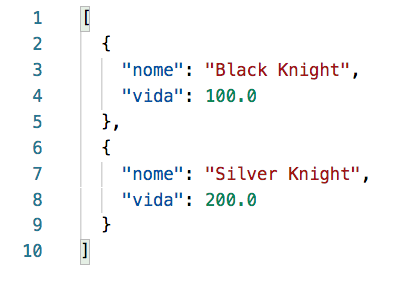 1 [
2 {
3 "nome": "Black Knight",
4 "vida": 100.0
5 },
6 {
7 "nome": "Silver Knight",
8 "vida": 200.0
9 }
10 ]